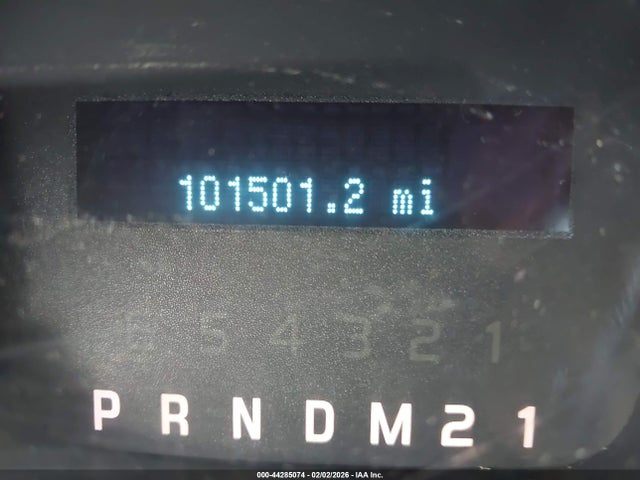 101501.2 mi
6 5 4 3 2 1
P R N D M 2 1
000-44285074 - 02/02/2026 - IAA Inc.